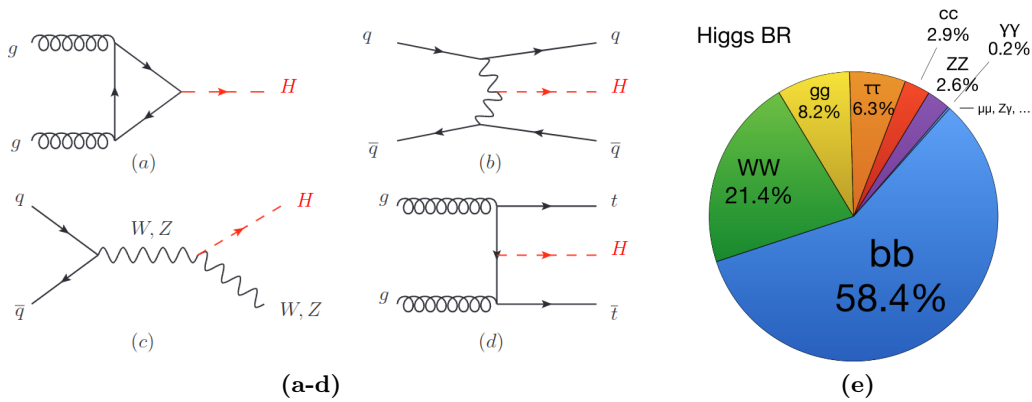 g
g
H
(a)
q
q̅
q
H
q̅
(b)
q
q̅
W, Z
H
W, Z
(c)
g
g
t
H
t̅
(d)
(a-d)
Higgs BR
cc
2.9%
γγ
0.2%
ZZ
2.6%
μμ, Zγ, ...
gg
8.2%
ττ
6.3%
WW
21.4%
bb
58.4%
(e)